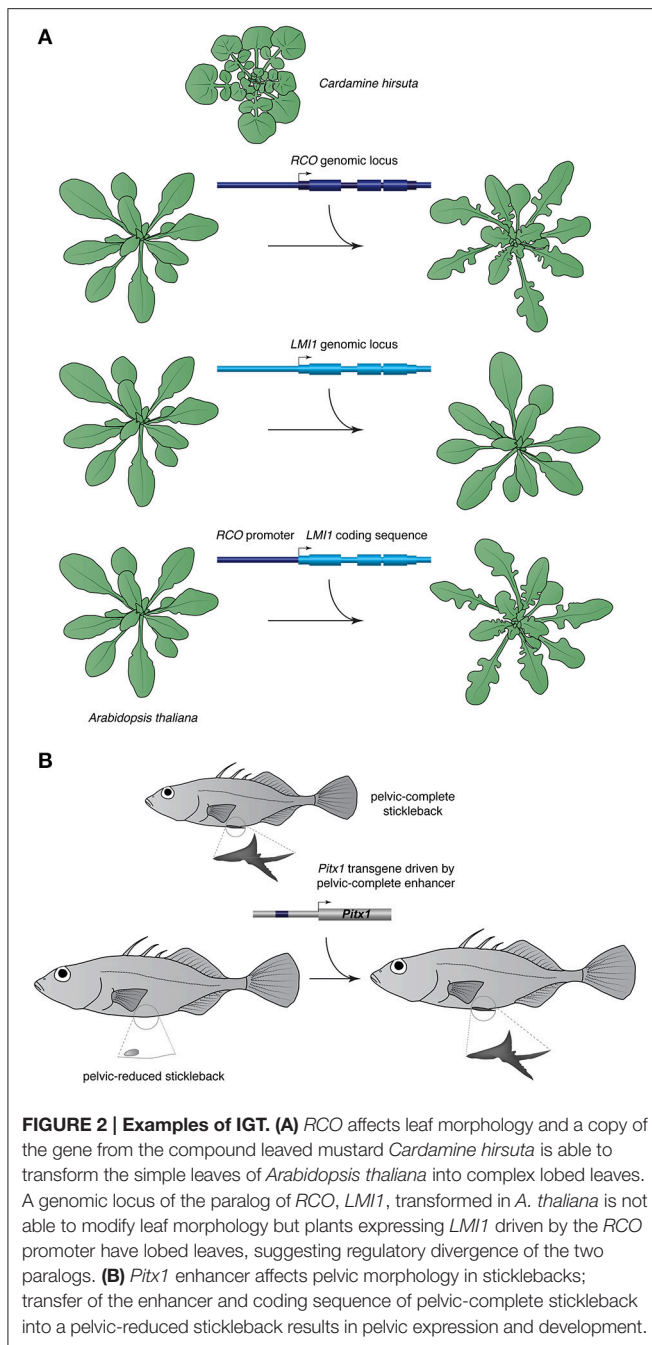 A
Cardamine hirsuta
RCO genomic locus
LMI1 genomic locus
RCO promoter LMI1 coding sequence
Arabidopsis thaliana
B
pelvic-complete
stickleback
Pitx1 transgene driven by
pelvic-complete enhancer
Pitx1
pelvic-reduced stickleback
FIGURE 2 | Examples of IGT. (A) RCO affects leaf morphology and a copy of
the gene from the compound leaved mustard Cardamine hirsuta is able to
transform the simple leaves of Arabidopsis thaliana into complex lobed leaves.
A genomic locus of the paralog of RCO, LMI1, transformed in A. thaliana is not
able to modify leaf morphology but plants expressing LMI1 driven by the RCO
promoter have lobed leaves, suggesting regulatory divergence of the two
paralogs. (B) Pitx1 enhancer affects pelvic morphology in sticklebacks;
transfer of the enhancer and coding sequence of pelvic-complete stickleback
into a pelvic-reduced stickleback results in pelvic expression and development.